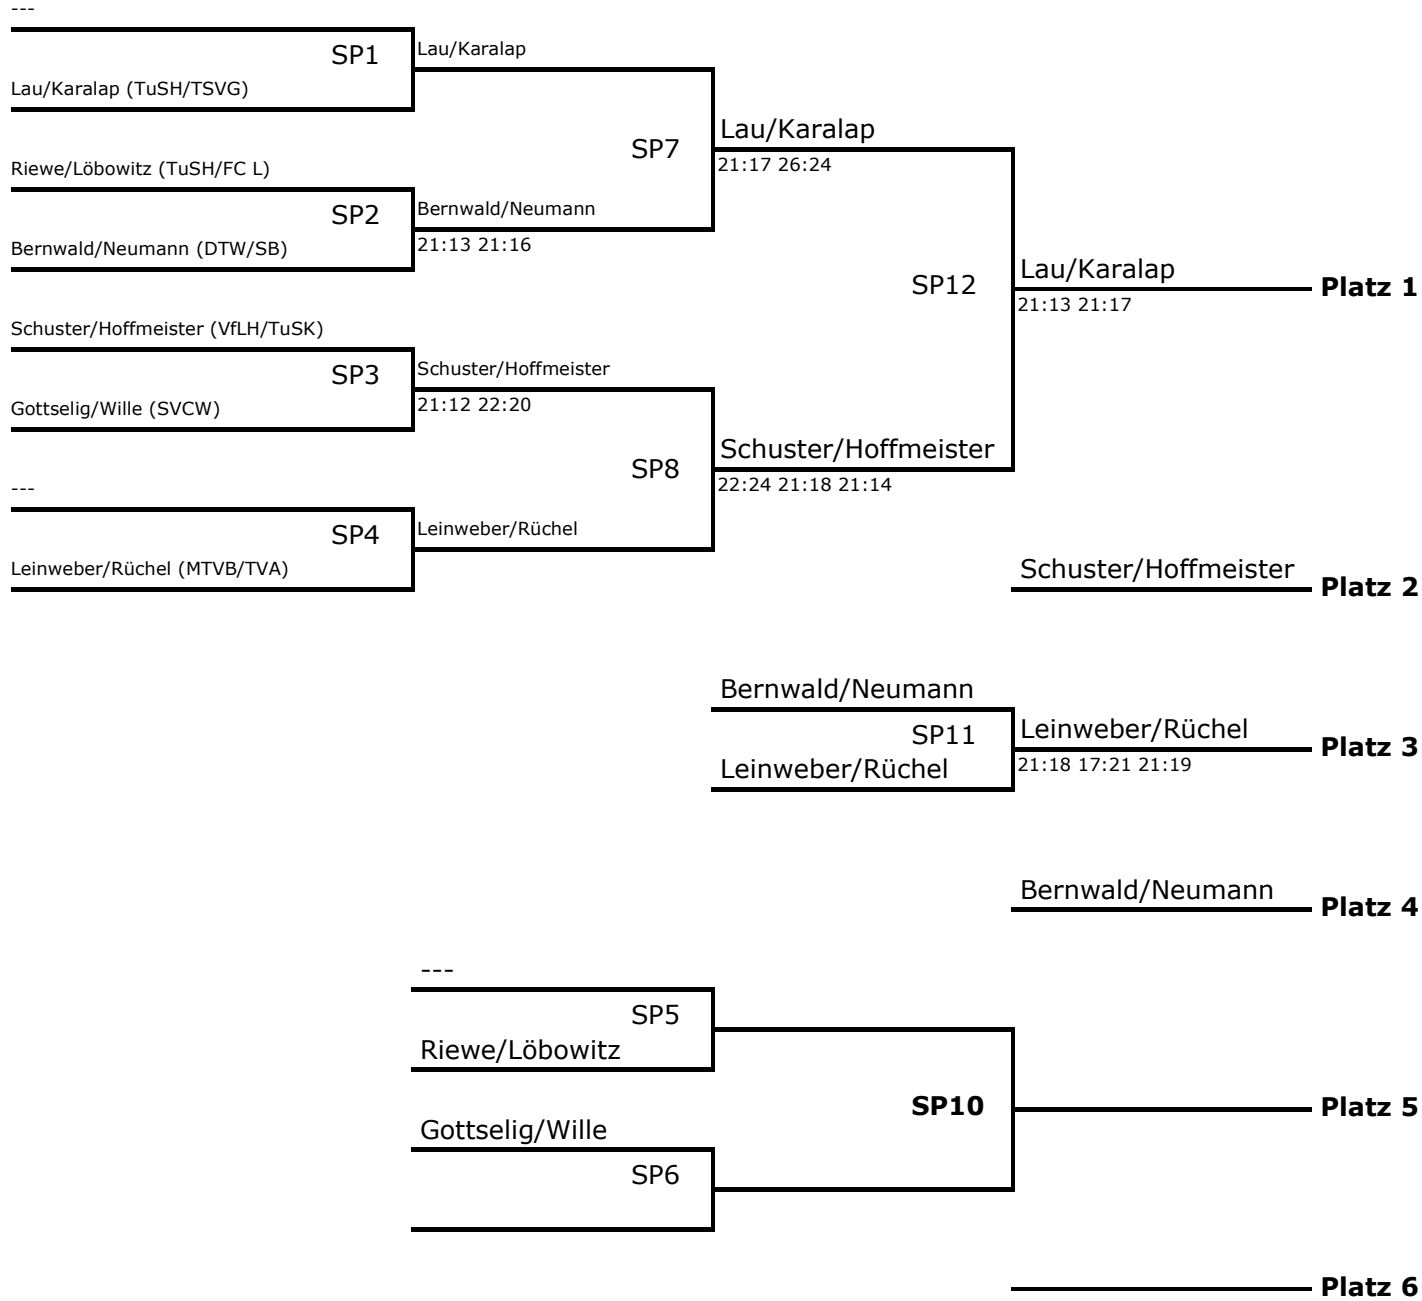 ---
SP1
Lau/Karalap
Lau/Karalap (TuSH/TSVG)
Lau/Karalap
SP7
21:17 26:24
Riewe/Löbowitz (TuSH/FC L)
SP2
Bernwald/Neumann
Bernwald/Neumann (DTW/SB)
21:13 21:16
SP12
Lau/Karalap
Platz 1
21:13 21:17
Schuster/Hoffmeister (VfLH/TuSK)
SP3
Schuster/Hoffmeister
Gottselig/Wille (SVCW)
21:12 22:20
Schuster/Hoffmeister
SP8
22:24 21:18 21:14
---
SP4
Leinweber/Rüchel
Leinweber/Rüchel (MTVB/TVA)
Schuster/Hoffmeister
Platz 2
Bernwald/Neumann
SP11
Leinweber/Rüchel
Platz 3
Leinweber/Rüchel
21:18 17:21 21:19
Bernwald/Neumann
Platz 4
---
SP5
Riewe/Löbowitz
SP10
Platz 5
Gottselig/Wille
SP6
Platz 6